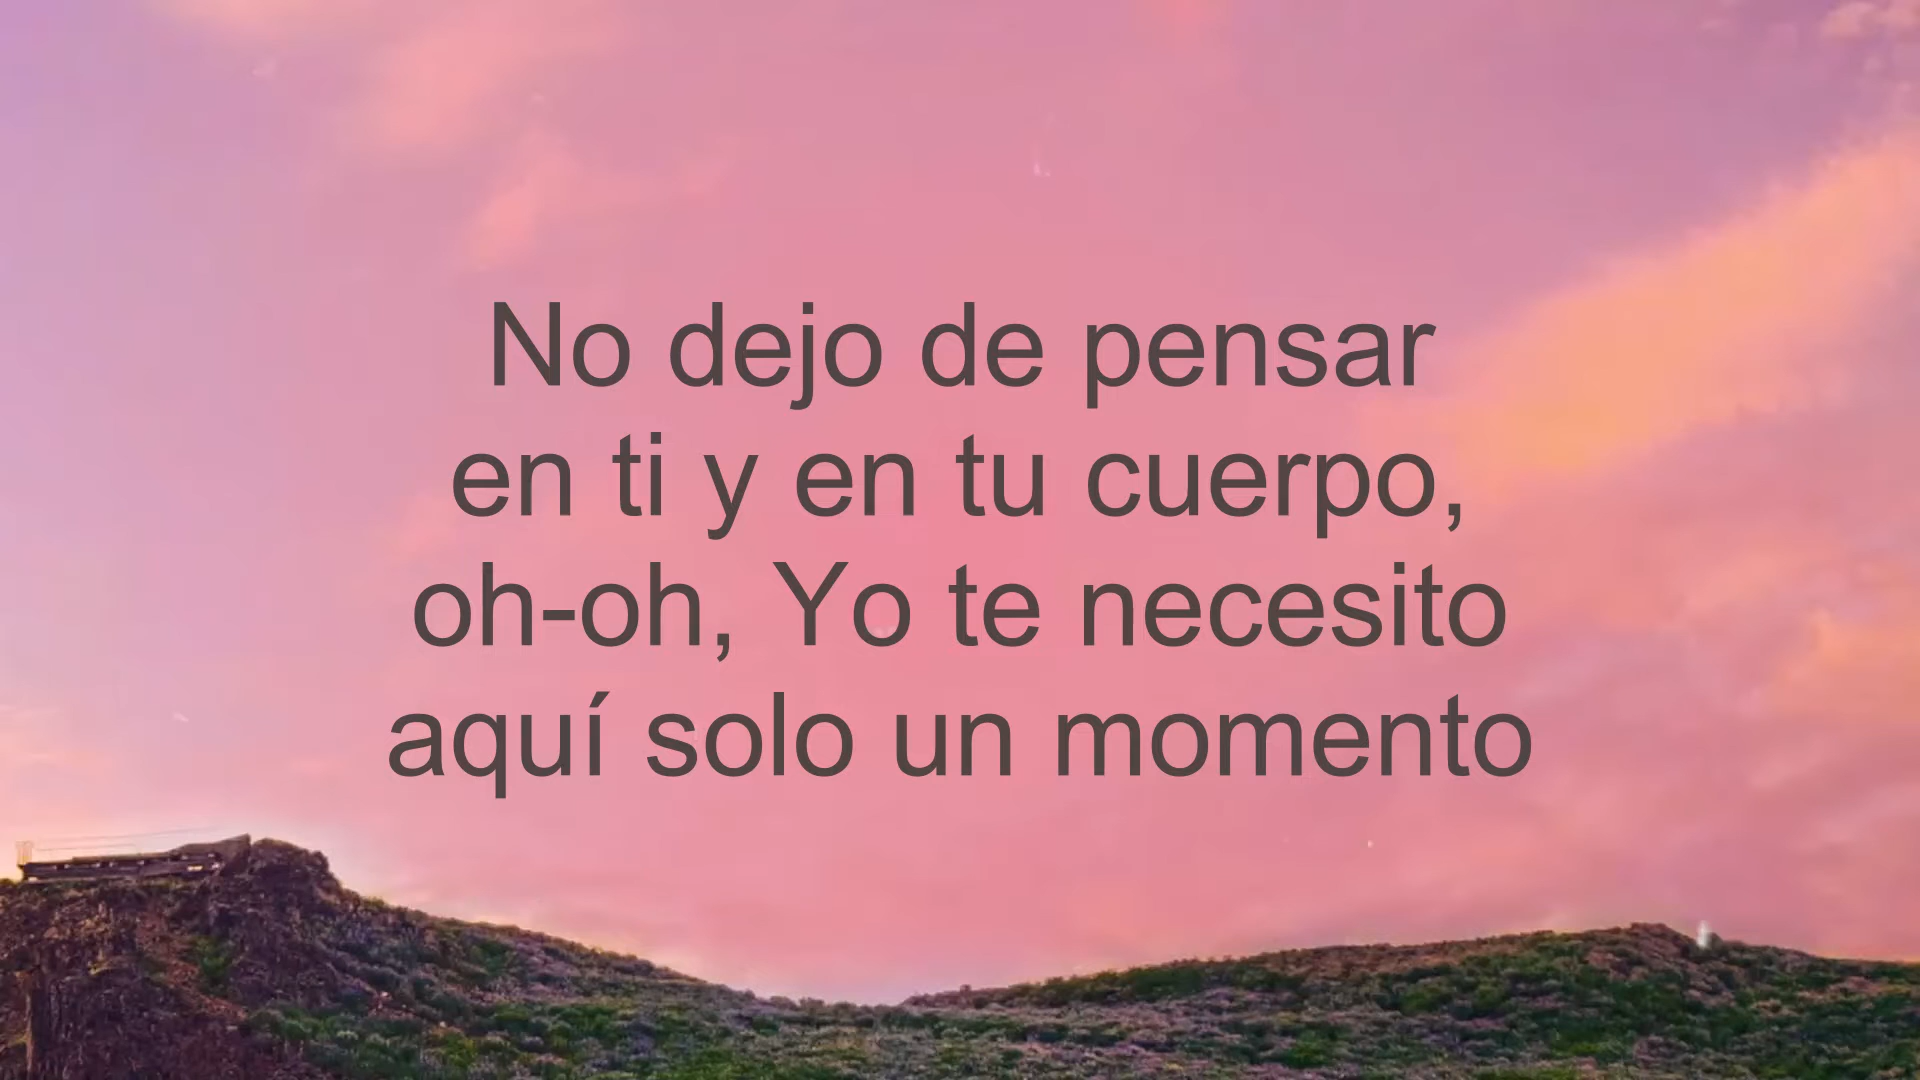 No dejo de pensar
en ti y en tu cuerpo,
oh-oh, Yo te necesito
aquí solo un momento